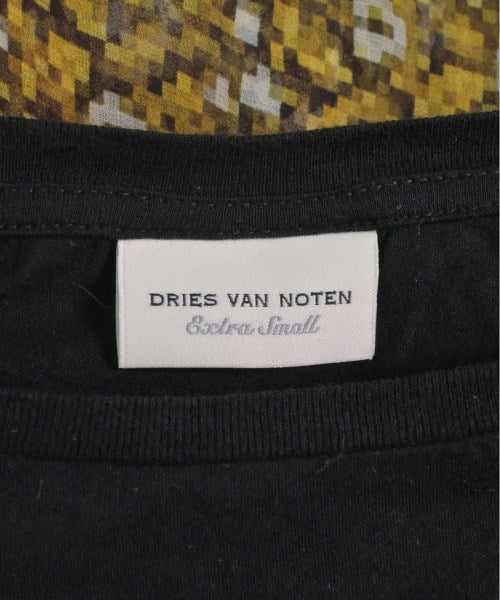 DRIES VAN NOTEN
Extra Small